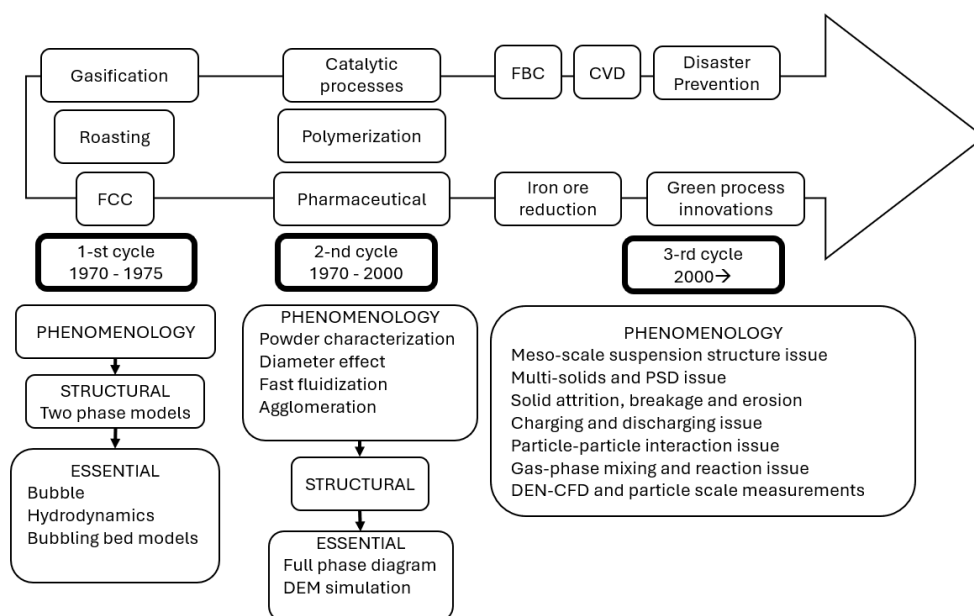 Gasification
Catalytic
processes
FBC
CVD
Disaster
Prevention
Roasting
Polymerization
FCC
Pharmaceutical
Iron ore
reduction
Green process
innovations
1-st cycle
1970 - 1975
2-nd cycle
1970 - 2000
3-rd cycle
2000→
PHENOMENOLOGY
STRUCTURAL
Two phase models
ESSENTIAL
Bubble
Hydrodynamics
Bubbling bed models
PHENOMENOLOGY
Powder characterization
Diameter effect
Fast fluidization
Agglomeration
STRUCTURAL
ESSENTIAL
Full phase diagram
DEM simulation
PHENOMENOLOGY
Meso-scale suspension structure issue
Multi-solids and PSD issue
Solid attrition, breakage and erosion
Charging and discharging issue
Particle-particle interaction issue
Gas-phase mixing and reaction issue
DEN-CFD and particle scale measurements